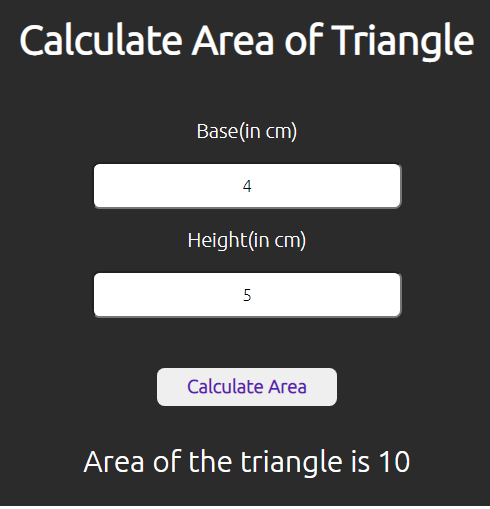 Calculate Area of Triangle
Base(in cm)
4
Height(in cm)
5
Calculate Area
Area of the triangle is 10